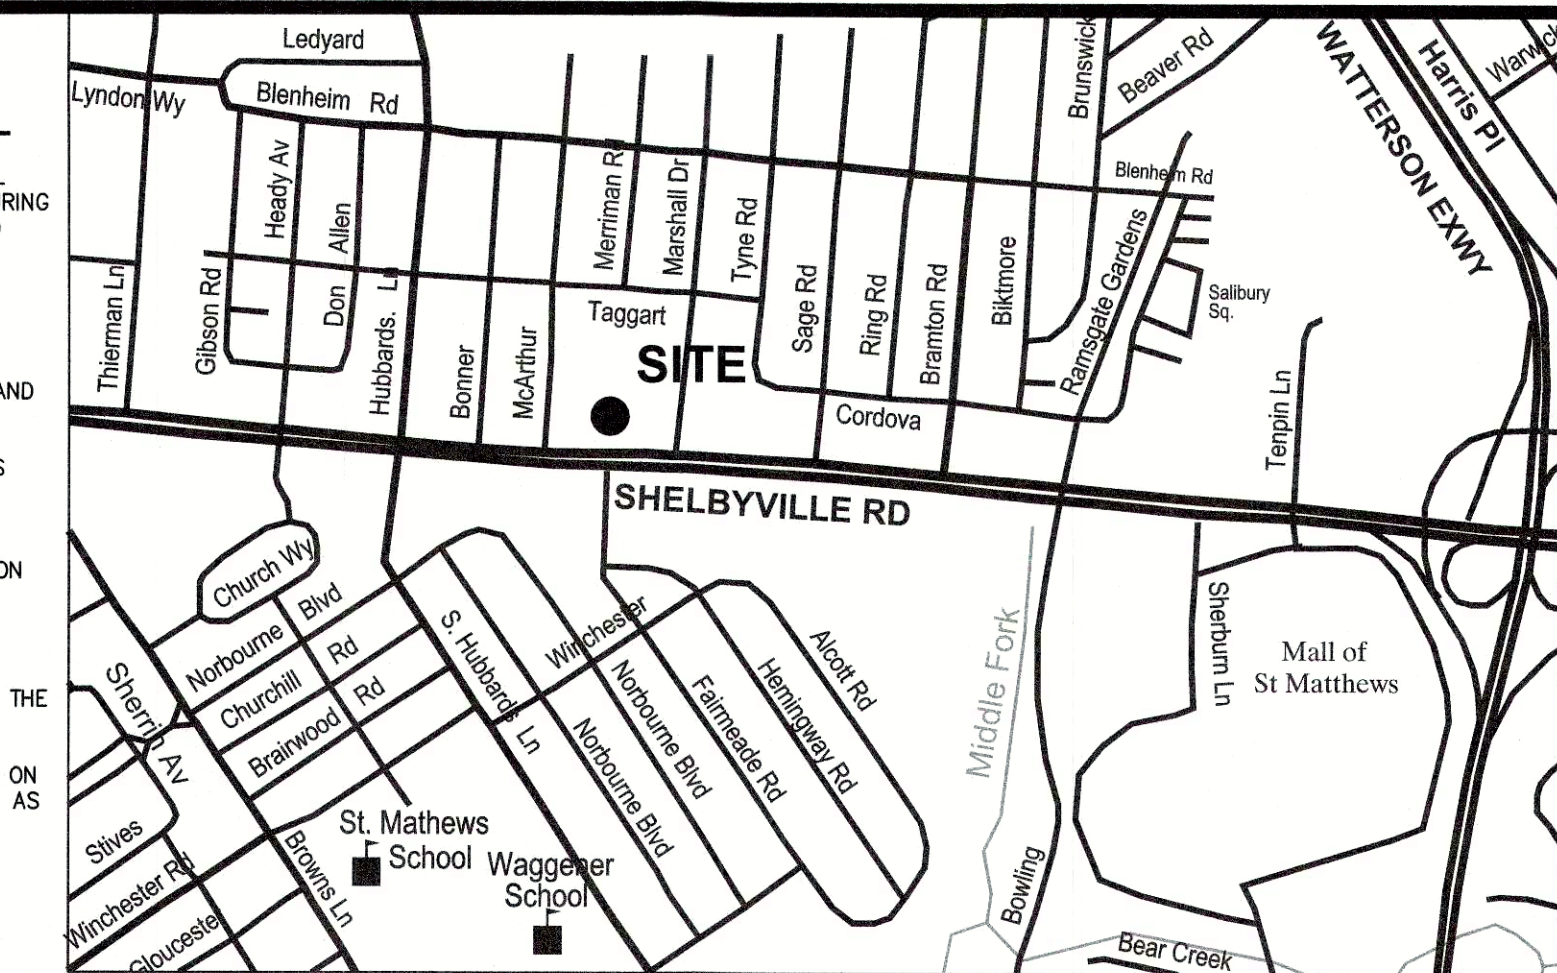 Ledyard
Lyndon Wy
Blenheim Rd
Brunswick
Beaver Rd
WATTERSON EXWY
Harris Pl
Warwick
URING
Heady Av
Don Allen
Merriman Rd
Marshall Dr
Tyne Rd
Blenheim Rd
Thierman Ln
Gibson Rd
Hubbards. Ln
Bonner
McArthur
Taggart
SITE
Sage Rd
Ring Rd
Bramton Rd
Biktmore
Ramsgate Gardens
Salibury
Sq.
Tenpin Ln
AND
Cordova
S
SHELBYVILLE RD
ON
Church Wy
Norbourne Blvd
Churchill Rd
Brairwood Rd
S. Hubbards Ln
Winchester
Norbourne Blvd
Norbourne Blvd
Fairmeade Rd
Hemingway Rd
Alcott Rd
Middle Fork
Sherburn Ln
Mall of
St Matthews
THE
Sherrin Av
ON
AS
Stives
Winchester Rd
Glouceste
Browns Ln
St. Mathews
School
Waggener
School
Bowling
Bear Creek